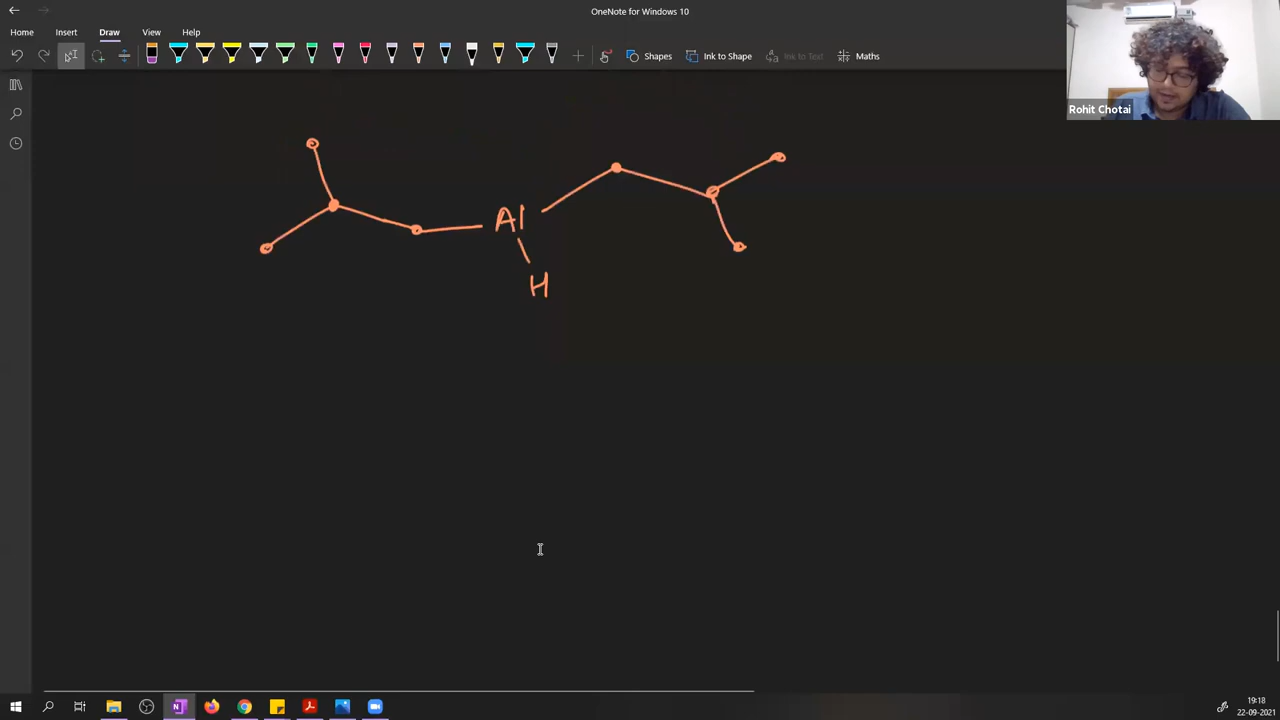 OneNote for Windows 10
Home Insert Draw View Help
Shapes Ink to Shape Ink to Text Maths
Rohit Chotai
Al
H
19:18
22-09-2021